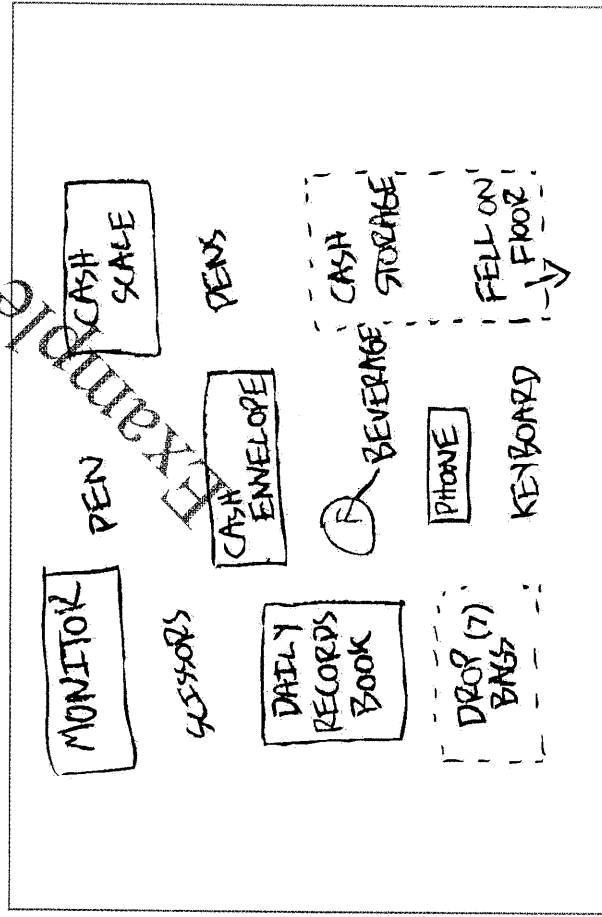 MONITOR
PEN
CASH
SCALE
SCISSORS
CASH
ENVELOPE
PENS
DAILY
RECORDS
BOOK
BEVERAGE
CASH
STORAGE
DROP (7)
BAGS
PHONE
KEYBOARD
FELL ON
FLOOR
Example